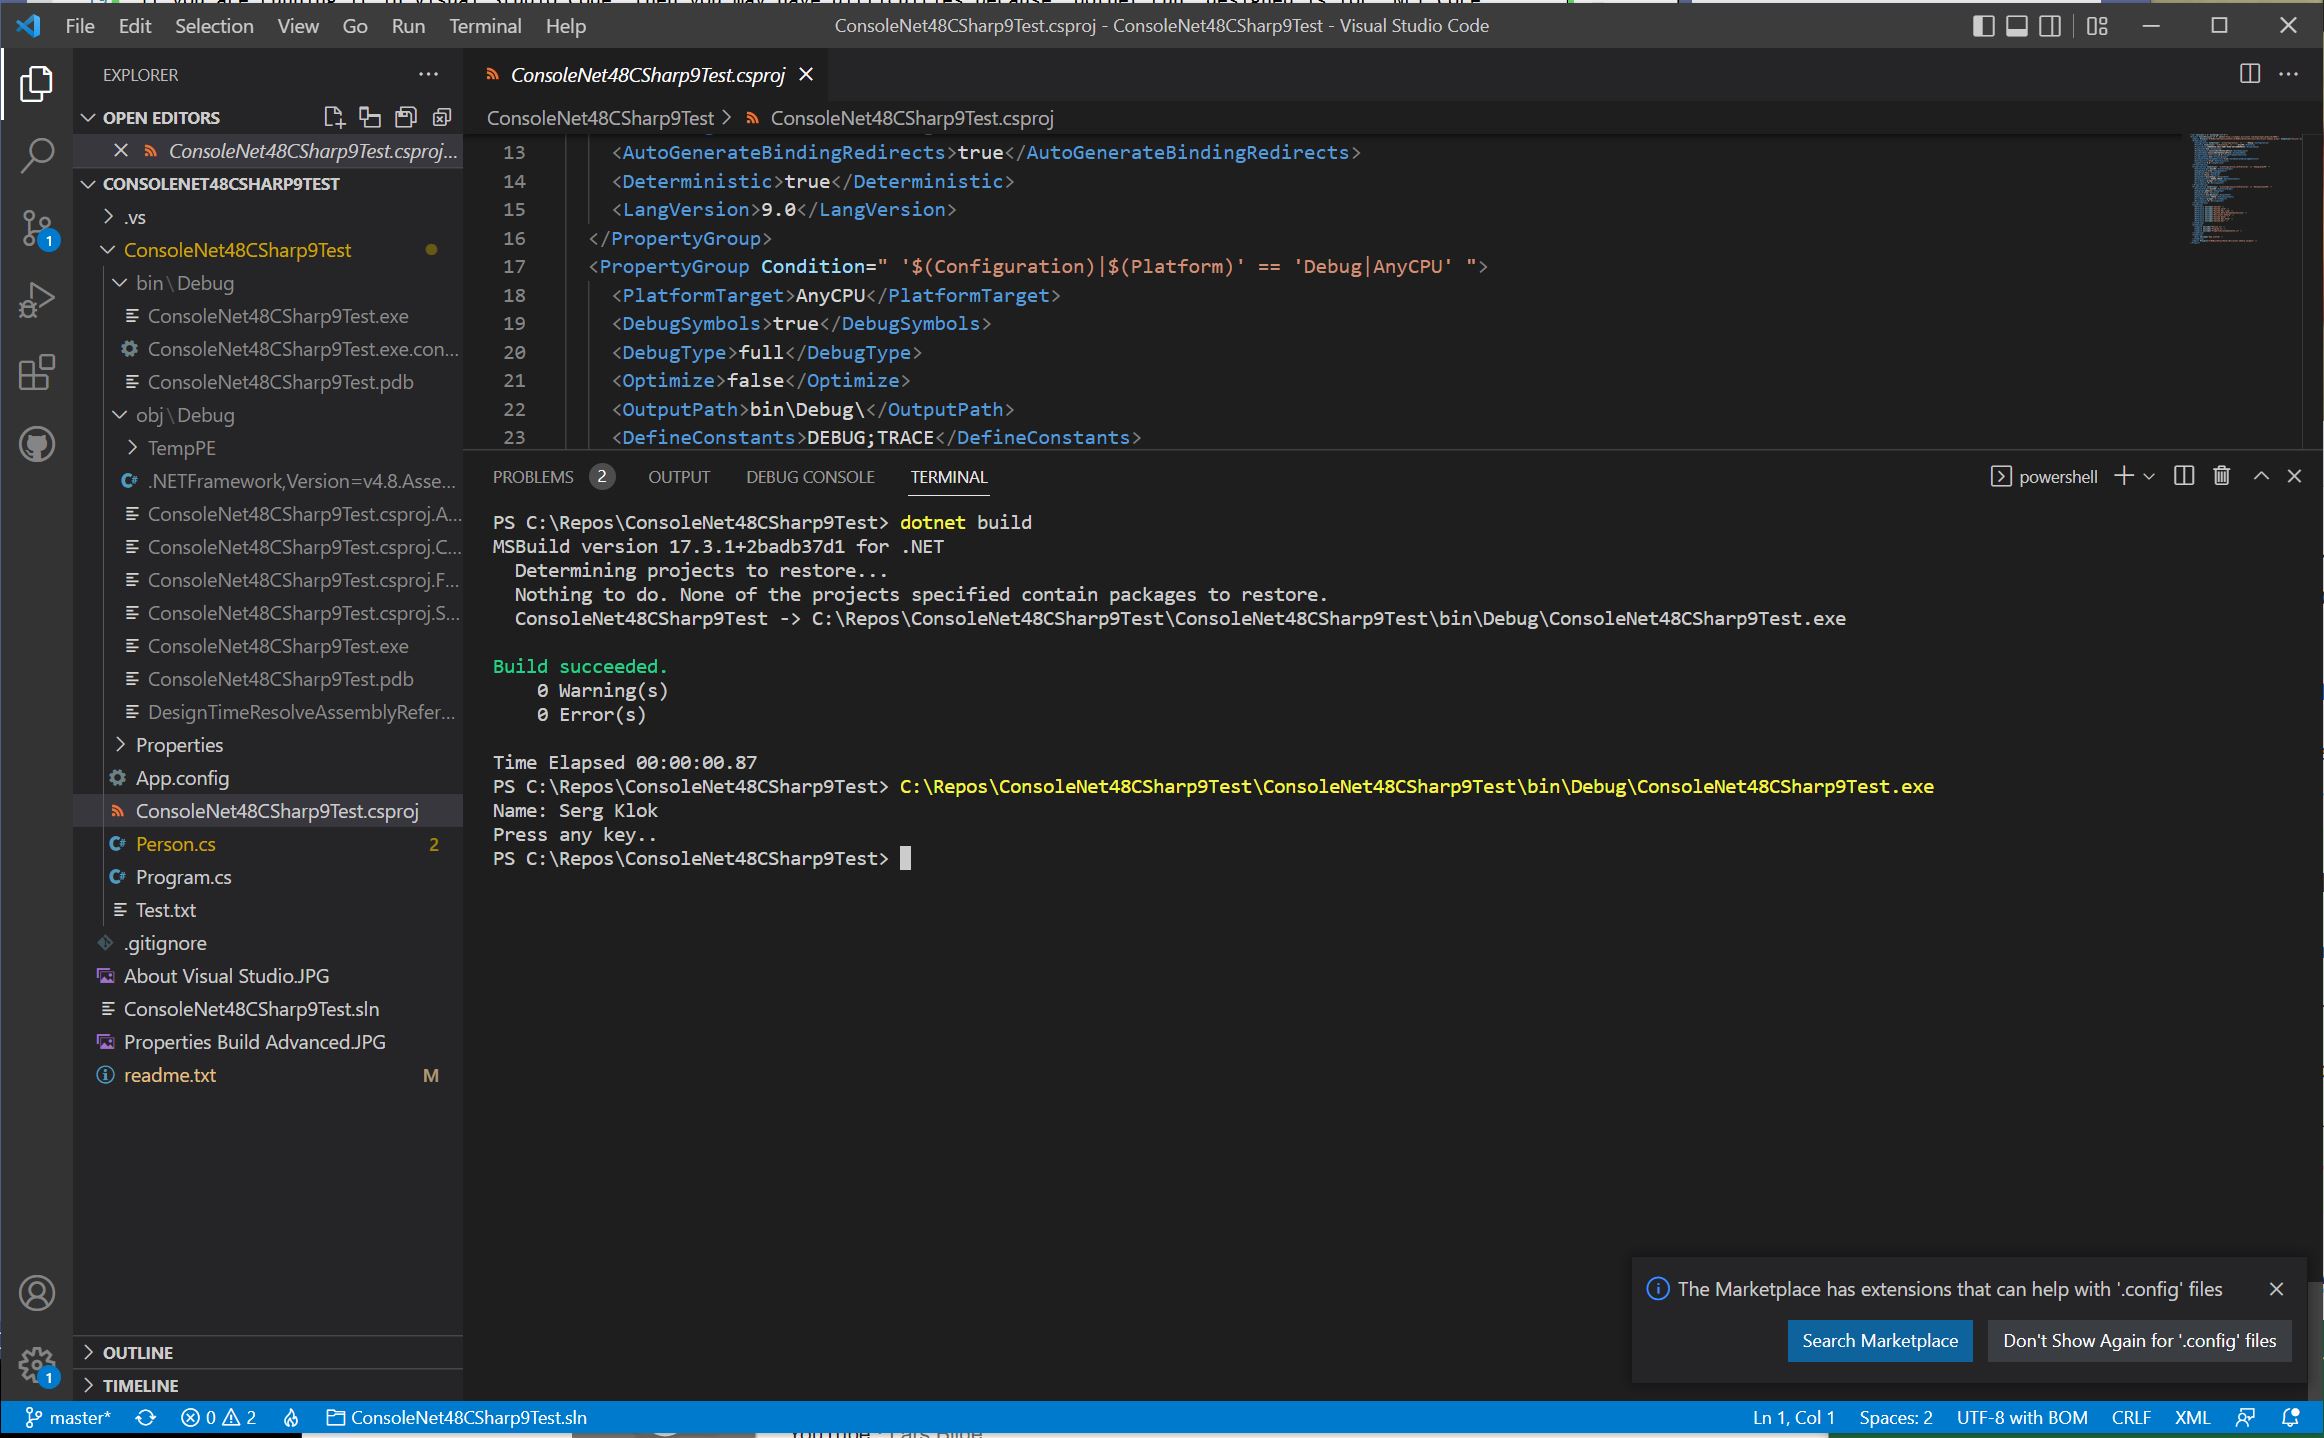 File Edit Selection View Go Run Terminal Help
ConsoleNet48CSharp9Test.csproj - ConsoleNet48CSharp9Test - Visual Studio Code
EXPLORER
OPEN EDITORS
ConsoleNet48CSharp9Test.csproj...
CONSOLENET48CSHARP9TEST
.vs
ConsoleNet48CSharp9Test
bin\Debug
ConsoleNet48CSharp9Test.exe
ConsoleNet48CSharp9Test.exe.con...
ConsoleNet48CSharp9Test.pdb
obj\Debug
TempPE
.NETFramework,Version=v4.8.Asse...
ConsoleNet48CSharp9Test.csproj.A...
ConsoleNet48CSharp9Test.csproj.C...
ConsoleNet48CSharp9Test.csproj.F...
ConsoleNet48CSharp9Test.csproj.S...
ConsoleNet48CSharp9Test.exe
ConsoleNet48CSharp9Test.pdb
DesignTimeResolveAssemblyRefer...
Properties
App.config
ConsoleNet48CSharp9Test.csproj
Person.cs 2
Program.cs
Test.txt
.gitignore
About Visual Studio.JPG
ConsoleNet48CSharp9Test.sln
Properties Build Advanced.JPG
readme.txt M
OUTLINE
TIMELINE
1
1
ConsoleNet48CSharp9Test.csproj
ConsoleNet48CSharp9Test > ConsoleNet48CSharp9Test.csproj
13 <AutoGenerateBindingRedirects>true</AutoGenerateBindingRedirects>
14 <Deterministic>true</Deterministic>
15 <LangVersion>9.0</LangVersion>
16 </PropertyGroup>
17 <PropertyGroup Condition=" '$(Configuration)|$(Platform)' == 'Debug|AnyCPU' ">
18 <PlatformTarget>AnyCPU</PlatformTarget>
19 <DebugSymbols>true</DebugSymbols>
20 <DebugType>full</DebugType>
21 <Optimize>false</Optimize>
22 <OutputPath>bin\Debug\</OutputPath>
23 <DefineConstants>DEBUG;TRACE</DefineConstants>
PROBLEMS 2 OUTPUT DEBUG CONSOLE TERMINAL
powershell
PS C:\Repos\ConsoleNet48CSharp9Test> dotnet build
MSBuild version 17.3.1+2badb37d1 for .NET
Determining projects to restore...
Nothing to do. None of the projects specified contain packages to restore.
ConsoleNet48CSharp9Test -> C:\Repos\ConsoleNet48CSharp9Test\ConsoleNet48CSharp9Test\bin\Debug\ConsoleNet48CSharp9Test.exe
Build succeeded.
0 Warning(s)
0 Error(s)
Time Elapsed 00:00:00.87
PS C:\Repos\ConsoleNet48CSharp9Test> C:\Repos\ConsoleNet48CSharp9Test\ConsoleNet48CSharp9Test\bin\Debug\ConsoleNet48CSharp9Test.exe
Name: Serg Klok
Press any key..
PS C:\Repos\ConsoleNet48CSharp9Test>
The Marketplace has extensions that can help with '.config' files
Search Marketplace
Don't Show Again for '.config' files
master* 0 2 ConsoleNet48CSharp9Test.sln
Ln 1, Col 1 Spaces: 2 UTF-8 with BOM CRLF XML